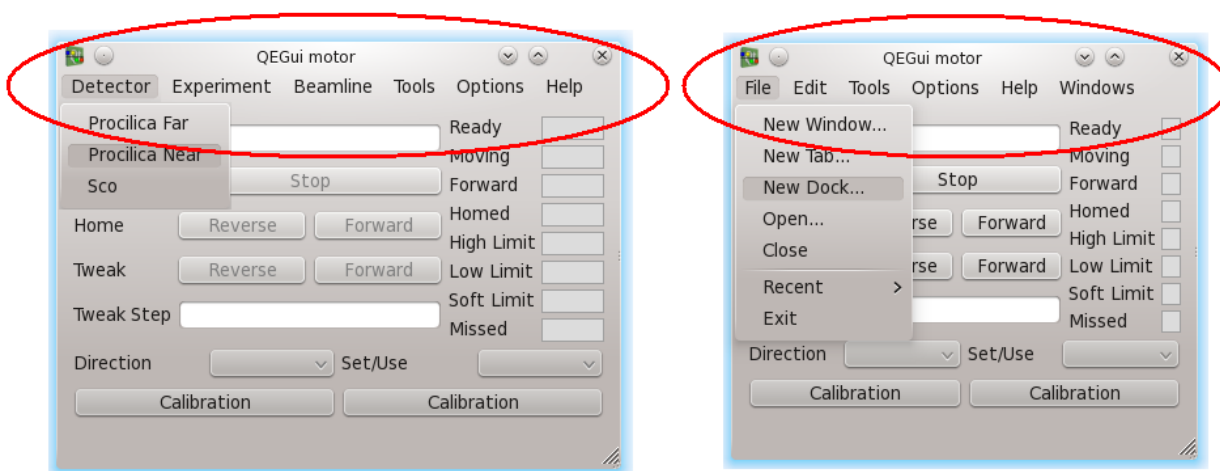 QEGui motor
Detector Experiment Beamline Tools Options Help
Procilica Far
Procilica Near
Sco
Stop
Home Reverse Forward
Tweak Reverse Forward
Tweak Step
Ready
Moving
Forward
Homed
High Limit
Low Limit
Soft Limit
Missed
Direction Set/Use
Calibration Calibration
QEGui motor
File Edit Tools Options Help Windows
New Window...
New Tab...
New Dock...
Open...
Close
Recent
Exit
Stop
rse Forward
rse Forward
Ready
Moving
Forward
Homed
High Limit
Low Limit
Soft Limit
Missed
Direction Set/Use
Calibration Calibration